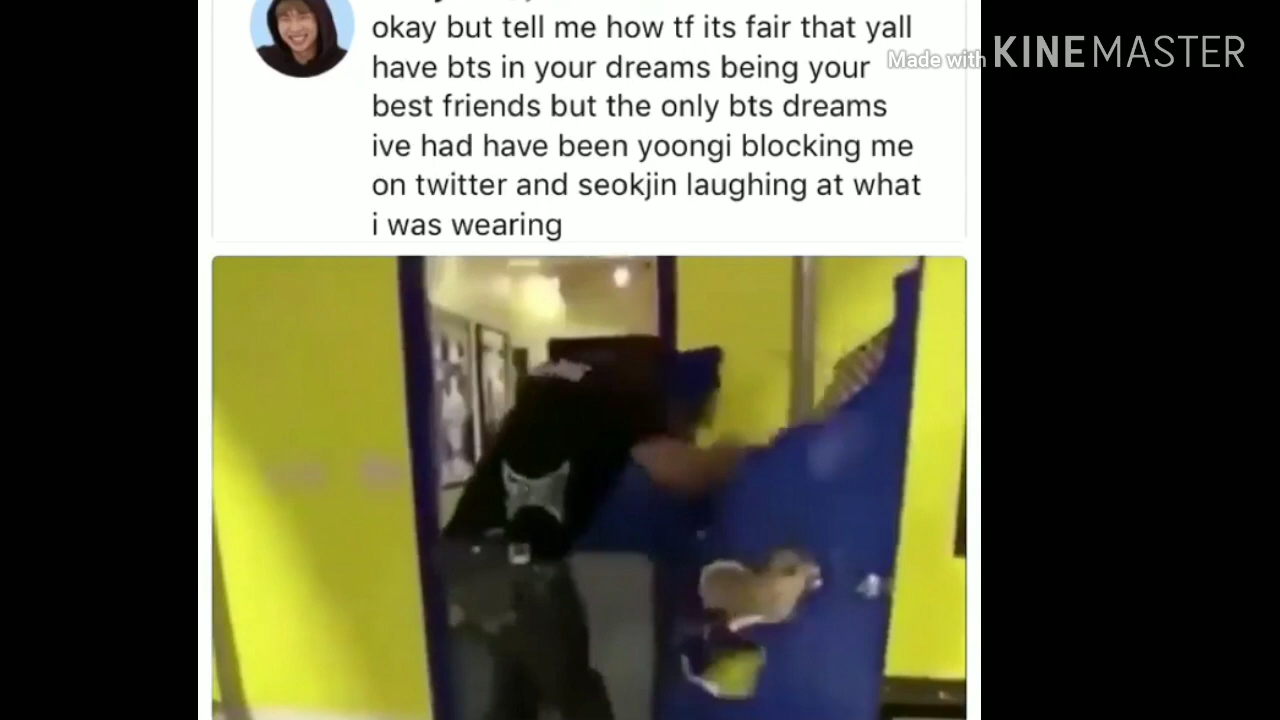 okay but tell me how tf its fair that yall
have bts in your dreams being your
best friends but the only bts dreams
ive had have been yoongi blocking me
on twitter and seokjin laughing at what
i was wearing
Made with KINEMASTER